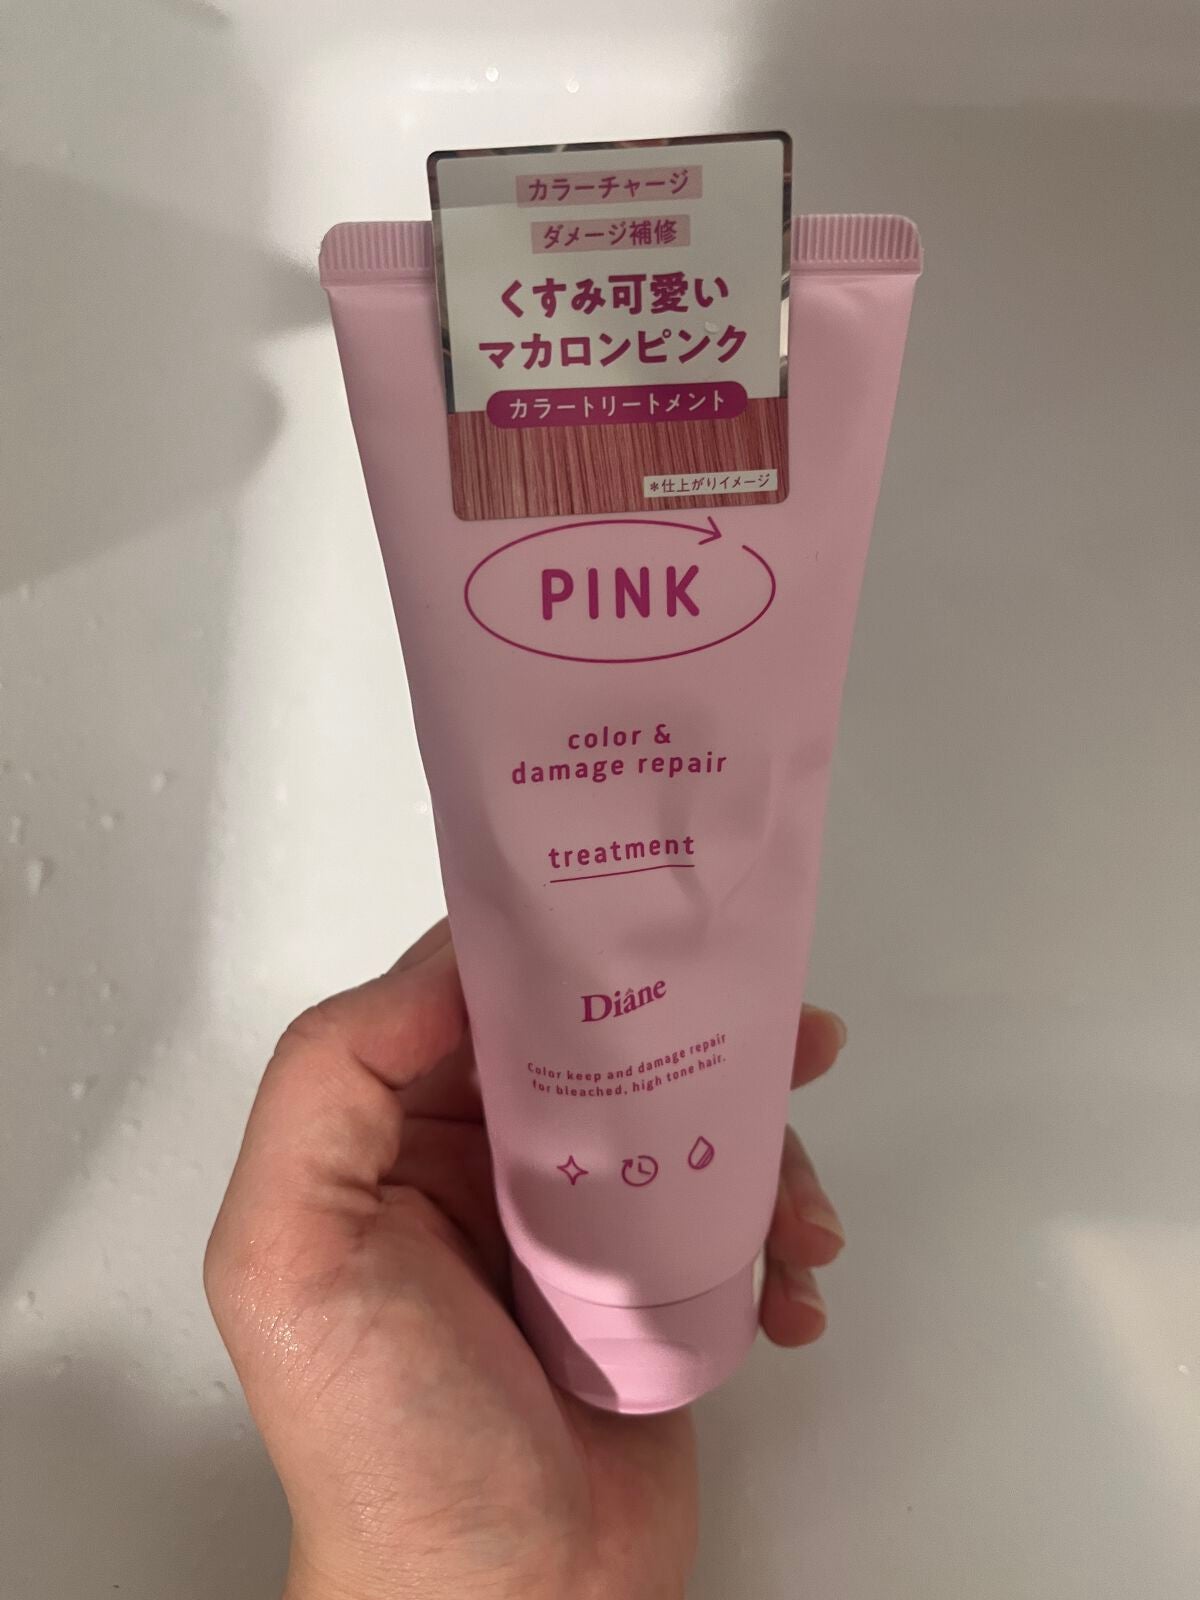 カラーチャージ
ダメージ補修
くすみ可愛い
マカロンピンク
カラートリートメント
*仕上がりイメージ
PINK
color &
damage repair
treatment
Diâne
Color keep and damage repair
for bleached, high tone hair.